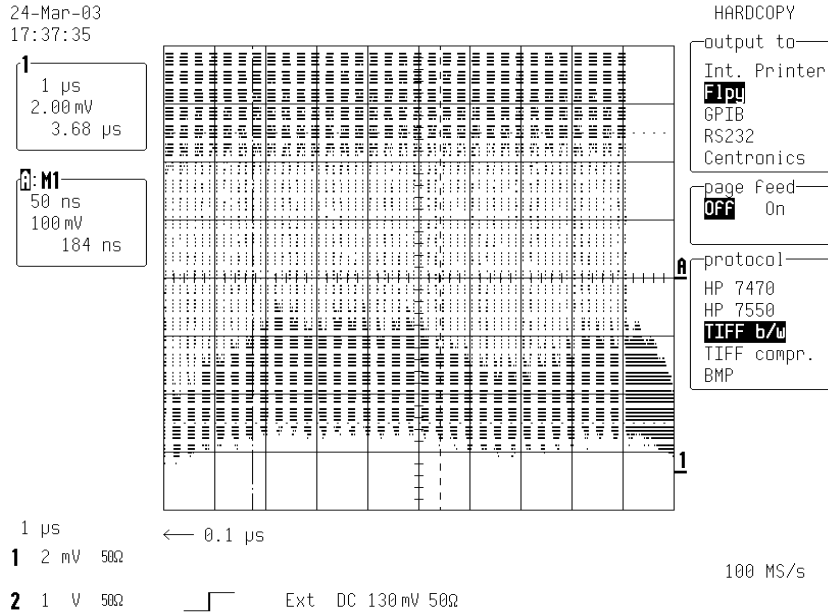 24-Mar-03
17:37:35
1
1 µs
2.00 mV
3.68 µs
A: M1
50 ns
100 mV
184 ns
HARDCOPY
output to
Int. Printer
Flpy
GPIB
RS232
Centronics
page feed
Off On
protocol
HP 7470
HP 7550
TIFF b/w
TIFF compr.
BMP
A
1
← 0.1 µs
1 µs
1 2 mV 50Ω
2 1 V 50Ω
Ext DC 130 mV 50Ω
100 MS/s